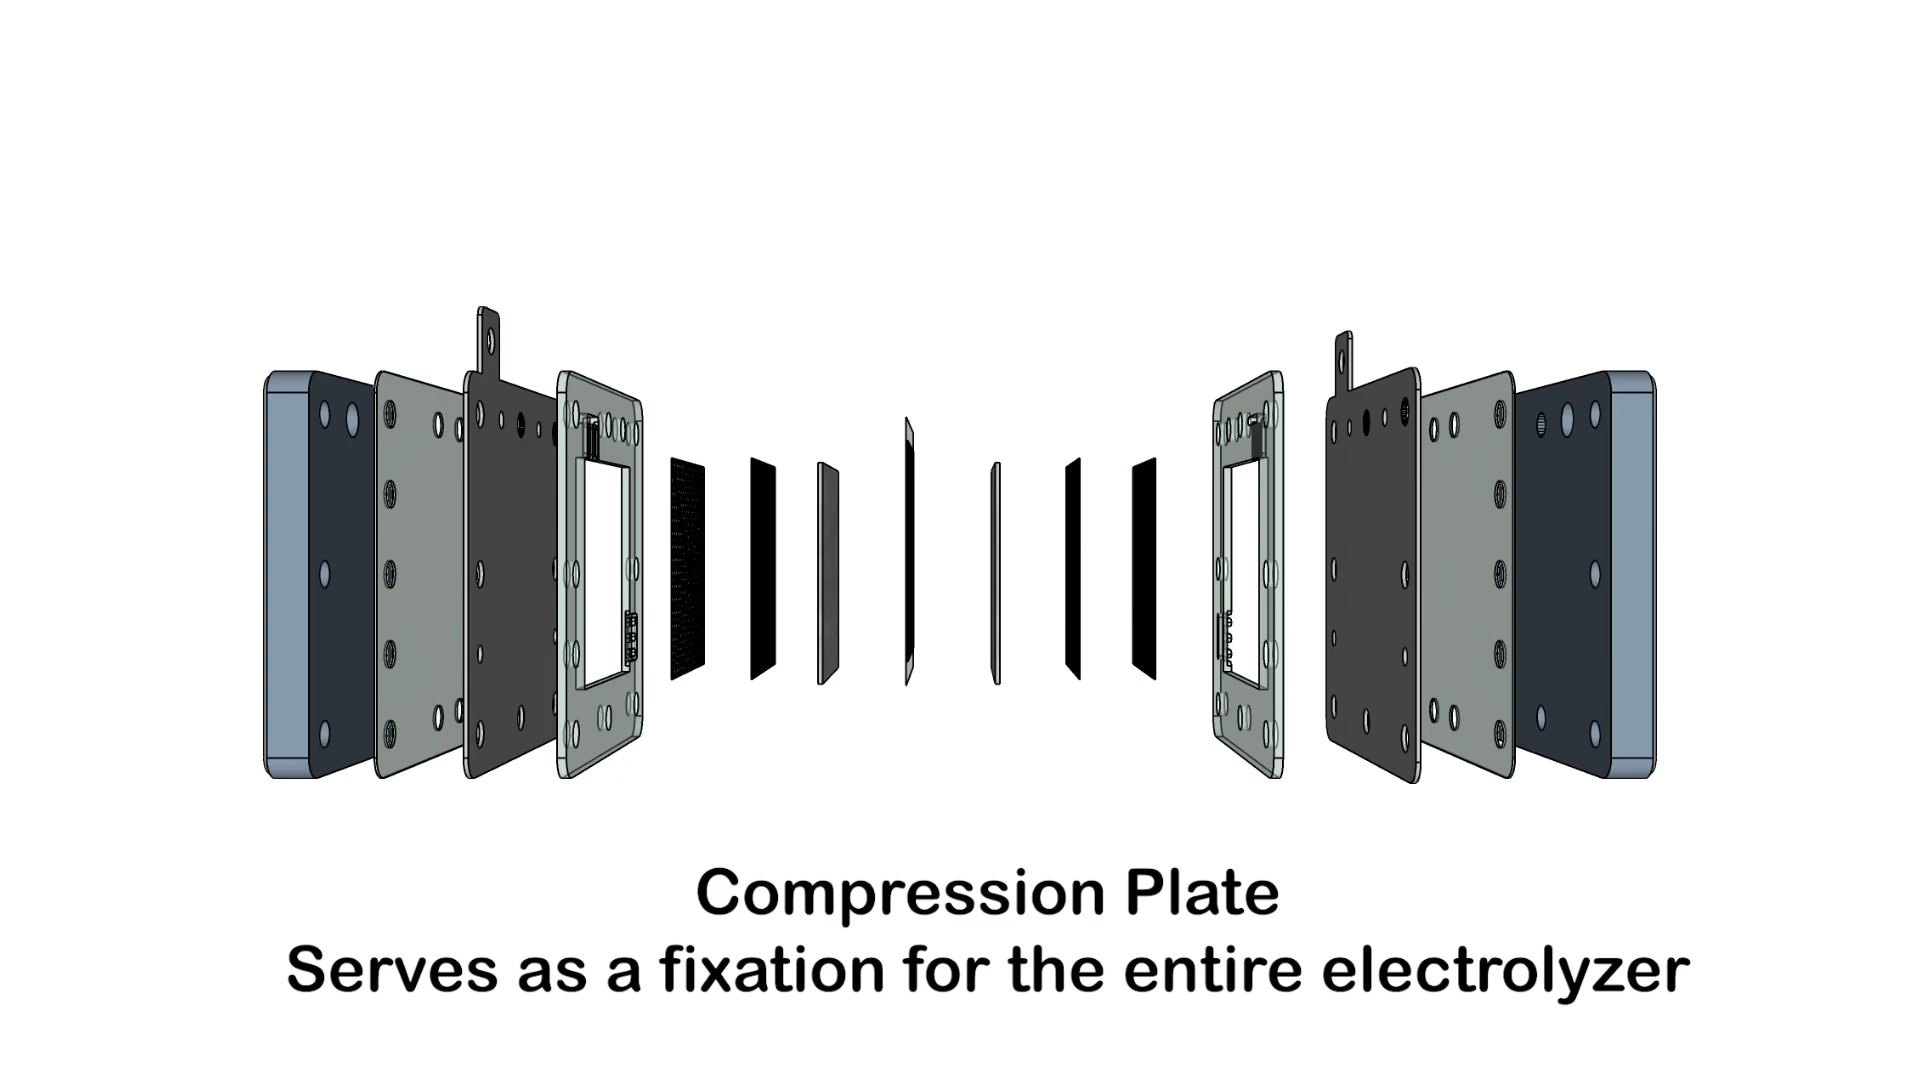 Compression Plate
Serves as a fixation for the entire electrolyzer